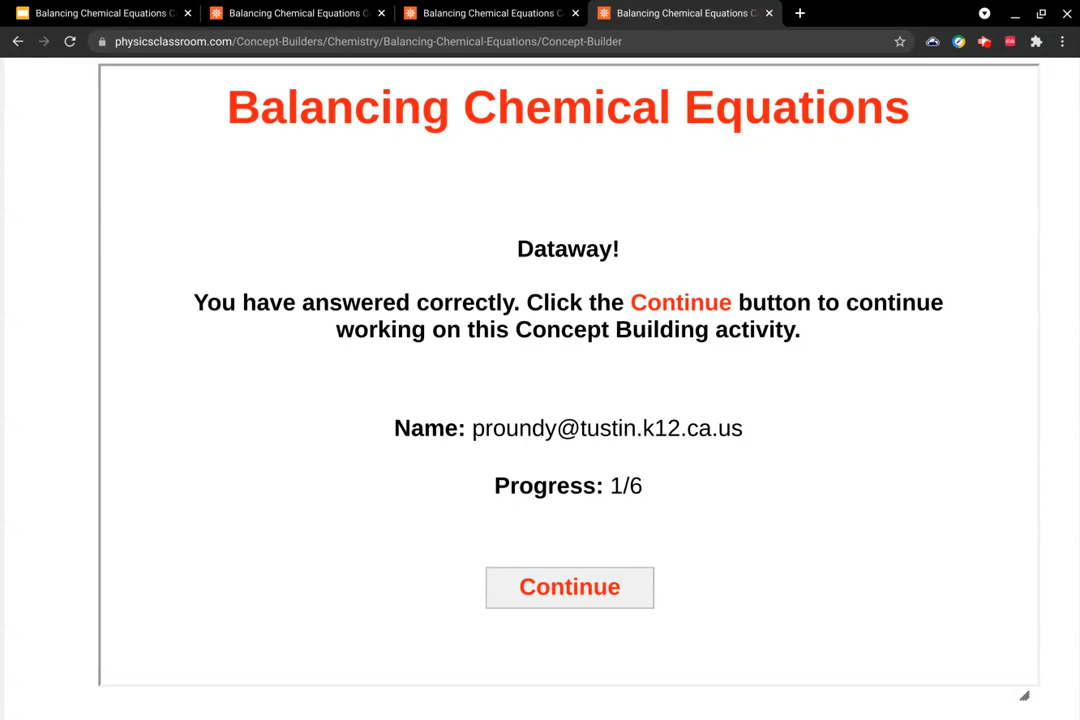 Balancing Chemical Equations C
Balancing Chemical Equations C
Balancing Chemical Equations C
Balancing Chemical Equations C
physicsclassroom.com/Concept-Builders/Chemistry/Balancing-Chemical-Equations/Concept-Builder
Balancing Chemical Equations
Dataway!
You have answered correctly. Click the Continue button to continue
working on this Concept Building activity.
Name: proundy@tustin.k12.ca.us
Progress: 1/6
Continue